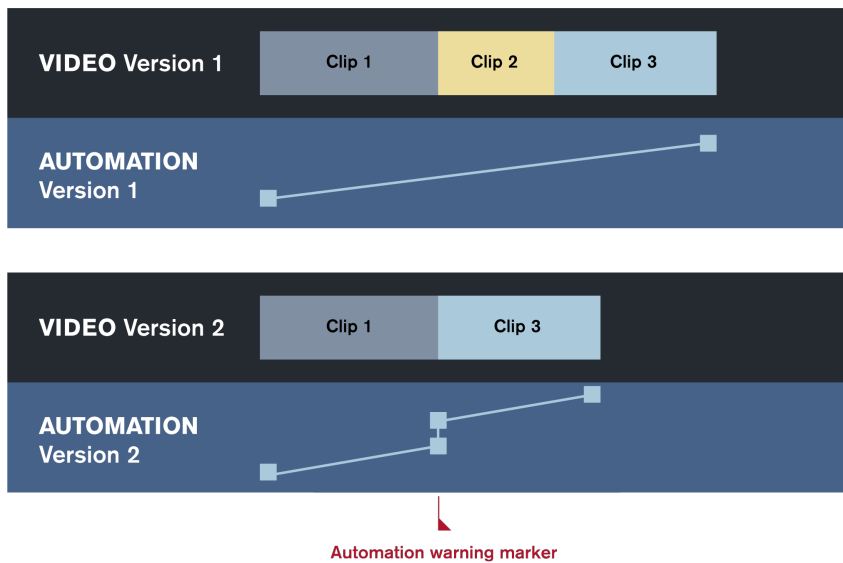 VIDEO Version 1
Clip 1
Clip 2
Clip 3
AUTOMATION
Version 1
VIDEO Version 2
Clip 1
Clip 3
AUTOMATION
Version 2
Automation warning marker